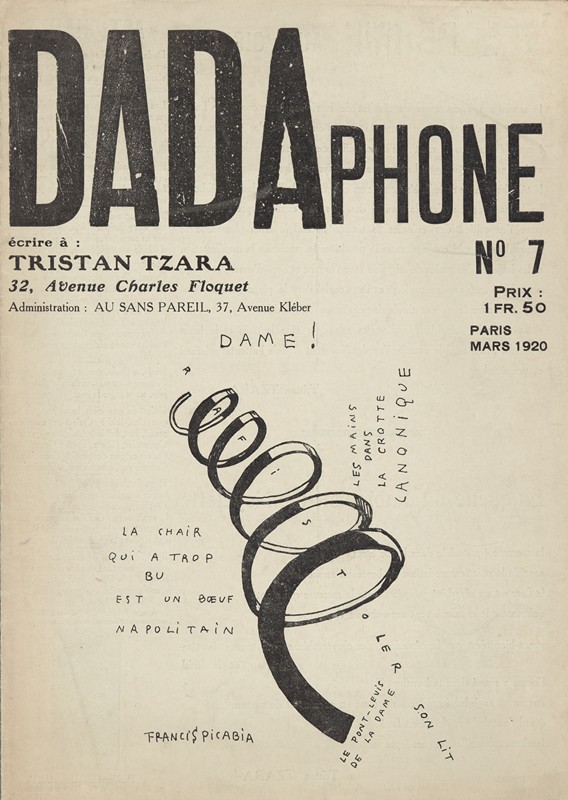 DADAPHONE
écrire à :
TRISTAN TZARA
32, Avenue Charles Floquet
Administration : AU SANS PAREIL, 37, Avenue Kléber
Nº 7
PRIX :
1 FR. 50
PARIS
MARS 1920
DAME !
R A F I S T O L E R
SON LIT
LES MAINS
DANS
LA CROTTE
CANONIQUE
LA CHAIR
QUI A TROP
BU
EST UN BŒUF
NAPOLITAIN
LE PONT-LEVIS
DE LA DAME
FRANCIS PICABIA